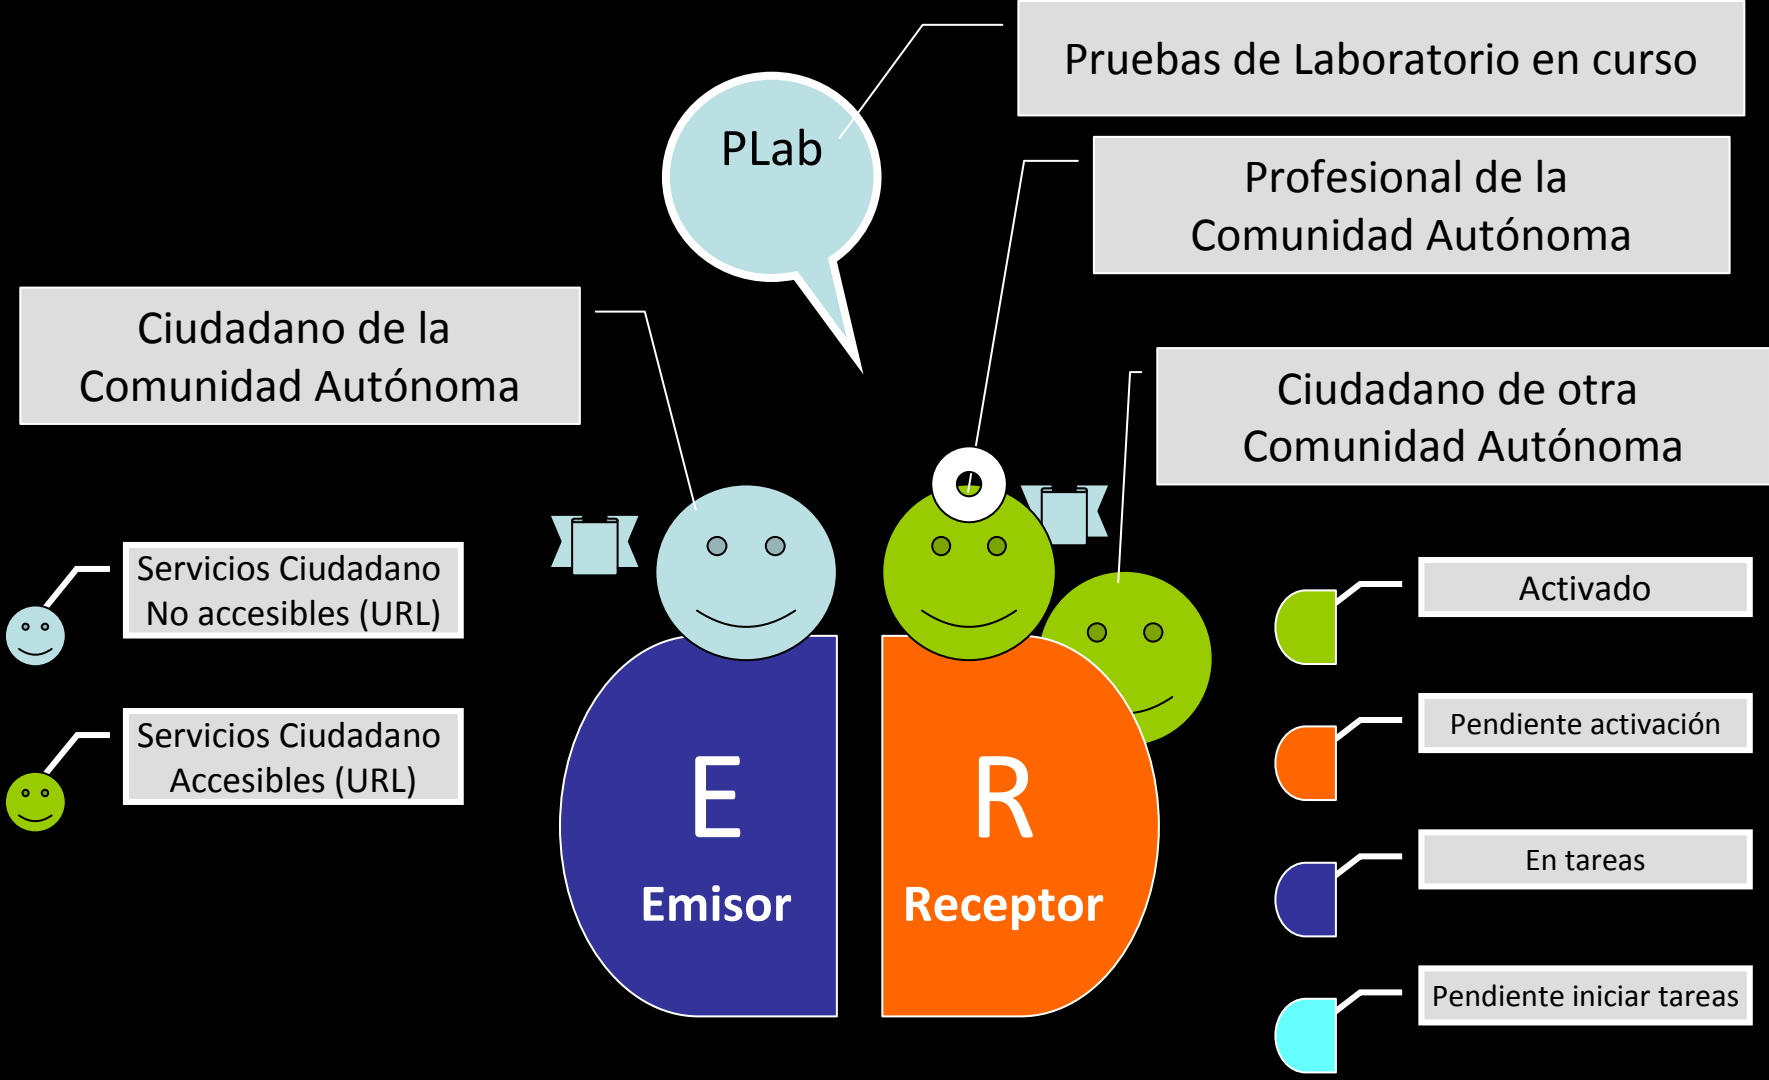 Pruebas de Laboratorio en curso
PLab
Profesional de la
Comunidad Autónoma
Ciudadano de la
Comunidad Autónoma
Ciudadano de otra
Comunidad Autónoma
Servicios Ciudadano
No accesibles (URL)
Servicios Ciudadano
Accesibles (URL)
E
Emisor
R
Receptor
Activado
Pendiente activación
En tareas
Pendiente iniciar tareas